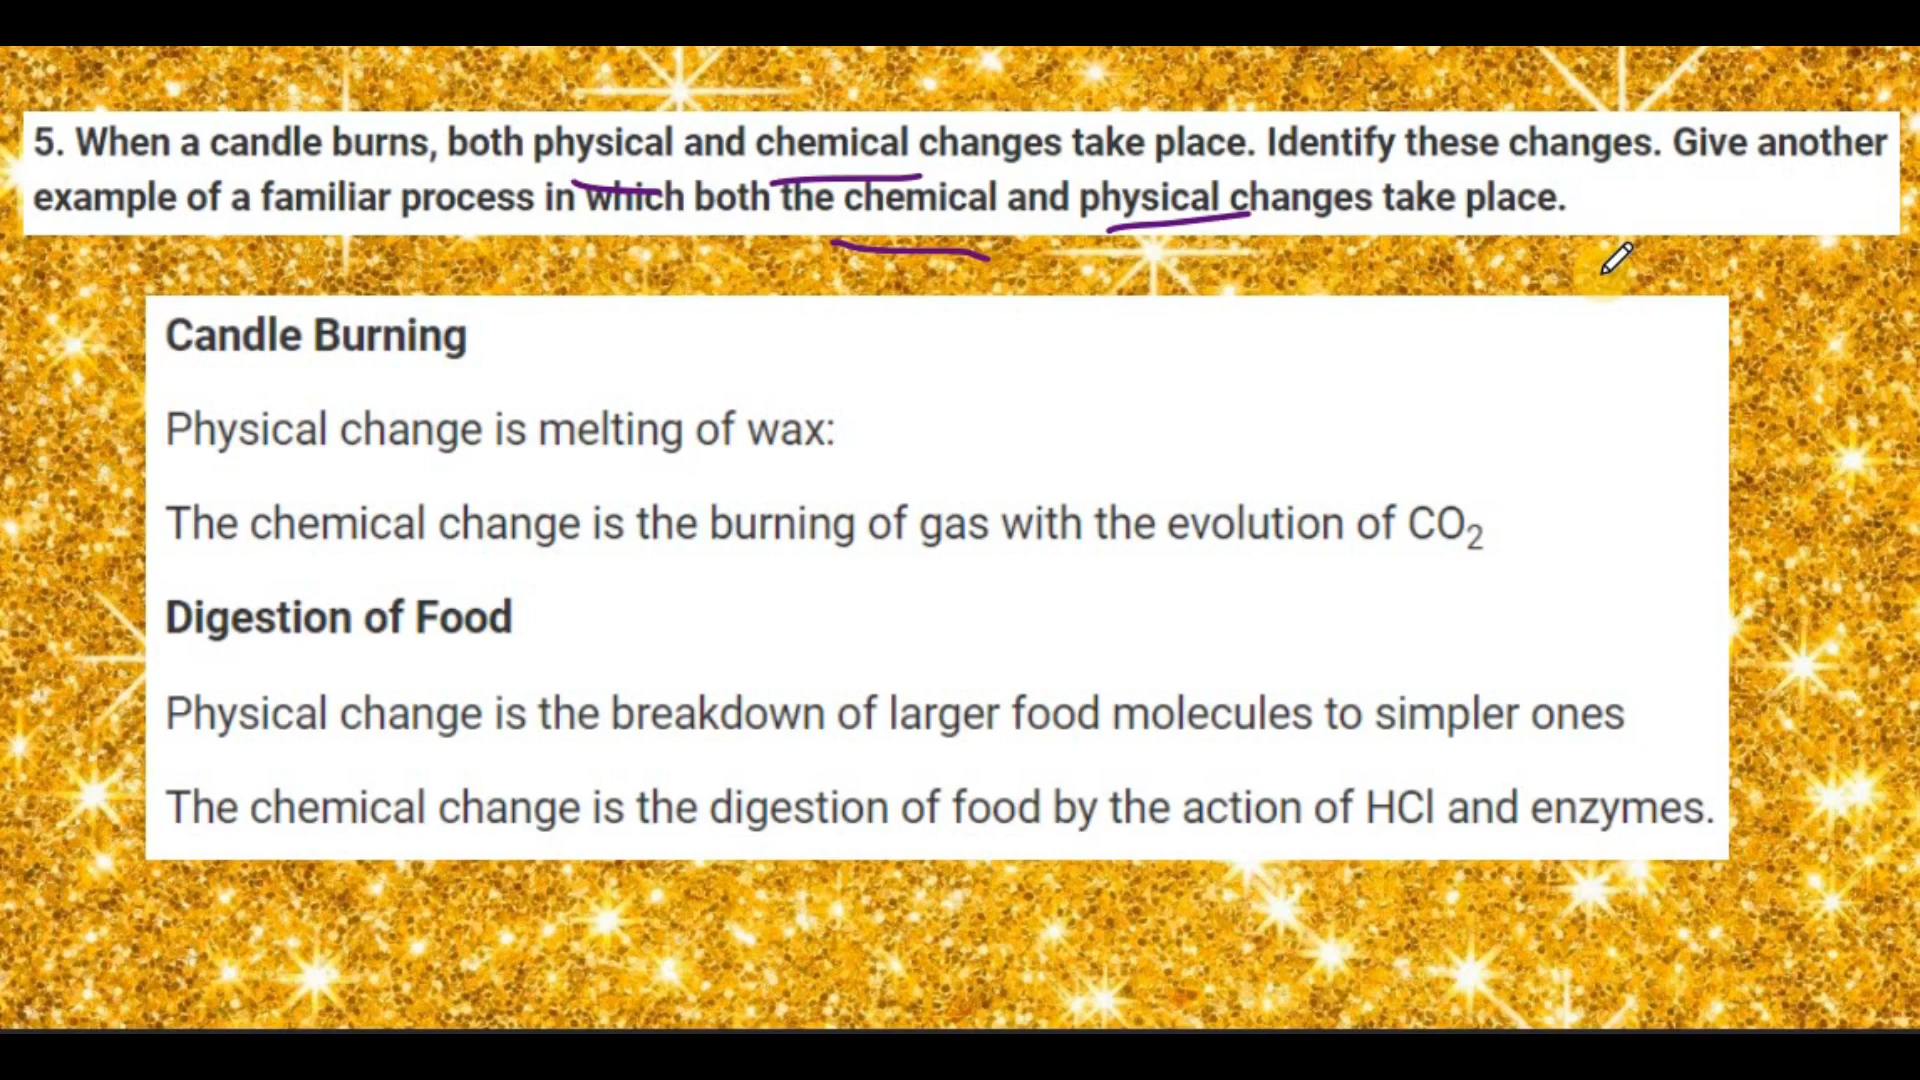 5. When a candle burns, both physical and chemical changes take place. Identify these changes. Give another
example of a familiar process in which both the chemical and physical changes take place.
Candle Burning
Physical change is melting of wax:
The chemical change is the burning of gas with the evolution of CO₂
Digestion of Food
Physical change is the breakdown of larger food molecules to simpler ones
The chemical change is the digestion of food by the action of HCl and enzymes.